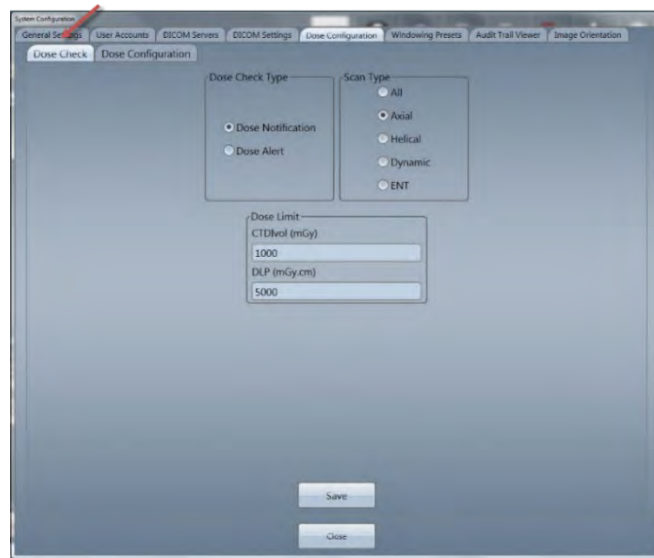 System Configuration
General Settings User Accounts DICOM Servers DICOM Settings Dose Configuration Windowing Presets Audit Trail Viewer Image Orientation
Dose Check Dose Configuration
Dose Check Type
Dose Notification
Dose Alert
Scan Type
All
Axial
Helical
Dynamic
ENT
Dose Limit
CTDIvol (mGy)
1000
DLP (mGy.cm)
5000
Save
Close